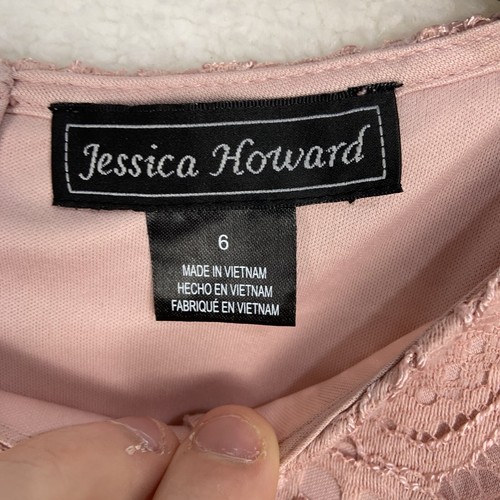 Jessica Howard
6
MADE IN VIETNAM
HECHO EN VIETNAM
FABRIQUÉ EN VIETNAM